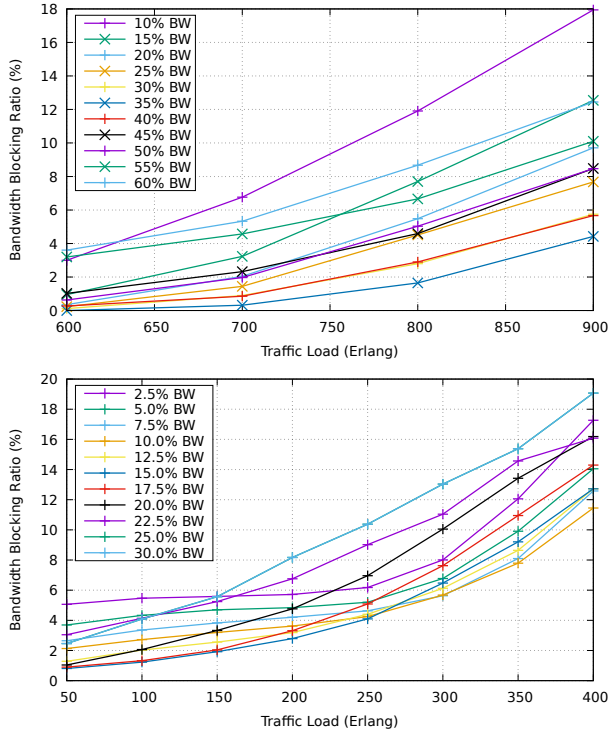 18
16
14
12
10
8
6
4
2
0
Bandwidth Blocking Ratio (%)
10% BW
15% BW
20% BW
25% BW
30% BW
35% BW
40% BW
45% BW
50% BW
55% BW
60% BW
600 650 700 750 800 850 900
Traffic Load (Erlang)
20
18
16
14
12
10
8
6
4
2
0
Bandwidth Blocking Ratio (%)
2.5% BW
5.0% BW
7.5% BW
10.0% BW
12.5% BW
15.0% BW
17.5% BW
20.0% BW
22.5% BW
25.0% BW
30.0% BW
50 100 150 200 250 300 350 400
Traffic Load (Erlang)